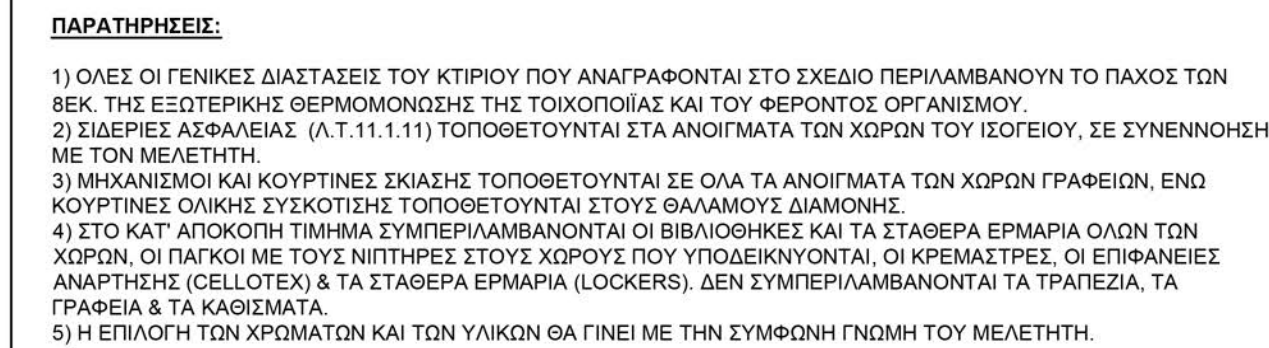 ΠΑΡΑΤΗΡΗΣΕΙΣ:
1) ΟΛΕΣ ΟΙ ΓΕΝΙΚΕΣ ΔΙΑΣΤΑΣΕΙΣ ΤΟΥ ΚΤΙΡΙΟΥ ΠΟΥ ΑΝΑΓΡΑΦΟΝΤΑΙ ΣΤΟ ΣΧΕΔΙΟ ΠΕΡΙΛΑΜΒΑΝΟΥΝ ΤΟ ΠΑΧΟΣ ΤΩΝ
8ΕΚ. ΤΗΣ ΕΞΩΤΕΡΙΚΗΣ ΘΕΡΜΟΜΟΝΩΣΗΣ ΤΗΣ ΤΟΙΧΟΠΟΙΪΑΣ ΚΑΙ ΤΟΥ ΦΕΡΟΝΤΟΣ ΟΡΓΑΝΙΣΜΟΥ.
2) ΣΙΔΕΡΙΕΣ ΑΣΦΑΛΕΙΑΣ (Λ.Τ.11.1.11) ΤΟΠΟΘΕΤΟΥΝΤΑΙ ΣΤΑ ΑΝΟΙΓΜΑΤΑ ΤΩΝ ΧΩΡΩΝ ΤΟΥ ΙΣΟΓΕΙΟΥ, ΣΕ ΣΥΝΕΝΝΟΗΣΗ
ΜΕ ΤΟΝ ΜΕΛΕΤΗΤΗ.
3) ΜΗΧΑΝΙΣΜΟΙ ΚΑΙ ΚΟΥΡΤΙΝΕΣ ΣΚΙΑΣΗΣ ΤΟΠΟΘΕΤΟΥΝΤΑΙ ΣΕ ΟΛΑ ΤΑ ΑΝΟΙΓΜΑΤΑ ΤΩΝ ΧΩΡΩΝ ΓΡΑΦΕΙΩΝ, ΕΝΩ
ΚΟΥΡΤΙΝΕΣ ΟΛΙΚΗΣ ΣΥΣΚΟΤΙΣΗΣ ΤΟΠΟΘΕΤΟΥΝΤΑΙ ΣΤΟΥΣ ΘΑΛΑΜΟΥΣ ΔΙΑΜΟΝΗΣ.
4) ΣΤΟ ΚΑΤ' ΑΠΟΚΟΠΗ ΤΙΜΗΜΑ ΣΥΜΠΕΡΙΛΑΜΒΑΝΟΝΤΑΙ ΟΙ ΒΙΒΛΙΟΘΗΚΕΣ ΚΑΙ ΤΑ ΣΤΑΘΕΡΑ ΕΡΜΑΡΙΑ ΟΛΩΝ ΤΩΝ
ΧΩΡΩΝ, ΟΙ ΠΑΓΚΟΙ ΜΕ ΤΟΥΣ ΝΙΠΤΗΡΕΣ ΣΤΟΥΣ ΧΩΡΟΥΣ ΠΟΥ ΥΠΟΔΕΙΚΝΥΟΝΤΑΙ, ΟΙ ΚΡΕΜΑΣΤΡΕΣ, ΟΙ ΕΠΙΦΑΝΕΙΕΣ
ΑΝΑΡΤΗΣΗΣ (CELLOTEX) & ΤΑ ΣΤΑΘΕΡΑ ΕΡΜΑΡΙΑ (LOCKERS). ΔΕΝ ΣΥΜΠΕΡΙΛΑΜΒΑΝΟΝΤΑΙ ΤΑ ΤΡΑΠΕΖΙΑ, ΤΑ
ΓΡΑΦΕΙΑ & ΤΑ ΚΑΘΙΣΜΑΤΑ.
5) Η ΕΠΙΛΟΓΗ ΤΩΝ ΧΡΩΜΑΤΩΝ ΚΑΙ ΤΩΝ ΥΛΙΚΩΝ ΘΑ ΓΙΝΕΙ ΜΕ ΤΗΝ ΣΥΜΦΩΝΗ ΓΝΩΜΗ ΤΟΥ ΜΕΛΕΤΗΤΗ.